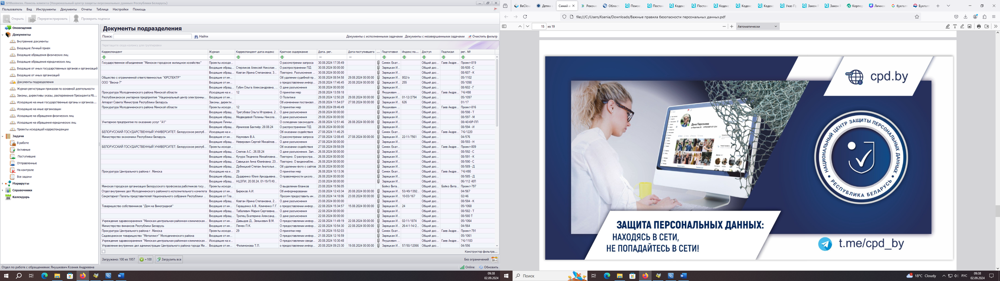 SMBusiness. Панель клиента (Национальный центр защиты персональных данных Республики Беларусь)
Пользователь Вид Инструменты Документы Отчеты Таблица Настройки Помощь
Открыть Перерегистрировать Проверить подписи
Оповещения
Документы
Внутренние документы
Входящие Личный прием
Входящие обращения физических лиц
Входящие обращения юридических лиц
Входящие от иных государственных органов и организаций
Входящие от иных организаций
Документы подразделения
Журнал регистрации приказов по основной деятельности
Законы, директивы указы, распоряжения Президента РБ...
Исходящие на иные государственные органы и организа...
Исходящие на иные организации
Исходящие на обращения физических лиц
Исходящие на обращения юридических лиц
Проекты исходящей корреспонденции
Задачи
В работе
Активные
Поступившие
Отправленные
На контроле
Все задачи
Маршруты
Справочники
Календарь
Документы подразделения
Поиск: Найти Документы с исполненными задачами Документы с незавершенными задачами Очистить фильтр
Перетащите сюда колонку для группировки
Корреспондент Журнал Корреспондент дата индекс Краткое содержание Дата. рег. Дата поступившего ... Подготовил Индекс по... Доступ Подписал рег. №
Государственное объединение "Минское городское жилищное хозяйство" Проекты исходя... О рассмотрении запроса 30.08.2024 17:35:49 Синюк Екат... Общий дос... Гаев Андре... Проект-819
Входящие обращ... Стерликов Алексей Николае... О распространении ПД 30.08.2024 00:00:00 Зарецкая И... Общий дос... 08/608 - С
Входящие обращ... Ковган Ирина Степановна; 3... Повторно. Разъяснение ... 30.08.2024 00:00:00 Зарецкая И... Общий дос... 08/607 - К
Общество с ограниченной ответственностью "ЮРСПЕКТР" Входящие от ин... Об удалении судебной пр... 30.08.2024 08:54:58 29.08.2024 00:00:00 Зарецкая И... 802/э Общий дос... 05/1102
ООО "Весна-7" Входящие от ин... о предоставлении инфор... 29.08.2024 17:46:45 20.08.2024 00:00:00 Зарецкая И... 255 Общий дос... 05/1098
Входящие обращ... Губич Ольга Александровна, ... О даче разъяснения 30.08.2024 00:00:00 Зарецкая И... Общий дос... 08/602 - Г
Прокуратура Молодечненского района Минской области Исходящие на и... 12 О принятии мер 29.08.2024 13:59:18 Янушкевич ... Общий дос... Гаев Андре... 7-6/498
Республиканское унитарное предприятие "Национальный центр электронны... Входящие от ин... О Политике 29.08.2024 12:50:28 29.08.2024 00:00:00 Зарецкая И... 01-12/2794 Общий дос... 05/1097
Аппарат Совета Министров Республики Беларусь Законы, директи... Об изменении постановл... 29.08.2024 11:54:07 27.08.2024 00:00:00 Зарецкая И... 626 Общий дос... 01/17
Прокуратура Молодечненского района Минской области Проекты исходя... 12 О принятии мер 29.08.2024 09:46:49 Янушкевич ... Общий дос... Гаев Андре... Проект-816
Входящие обращ... Трегубова Ольга Игоревна, 2... О даче разъяснения 29.08.2024 00:00:00 Зарецкая И... Общий дос... 08/598 - Т
Входящие обращ... Медведевой Полины Никола... О даче разъяснения 29.08.2024 00:00:00 Зарецкая И... Общий дос... 08/597 - М
Унитарное предприятие по оказанию услуг "А1" Входящие Личны... О солюдении законодате... 28.08.2024 12:51:46 28.08.2024 00:00:00 Зарецкая И... Общий дос... 08/40-ЮР-ПП
Входящие обращ... Ирниязов Бахтиёр; 28.08.24 О распространении ПД 28.08.2024 00:00:00 Зарецкая И... Общий дос... 08/594 - И
БЕЛОРУССКИЙ ГОСУДАРСТВЕННЫЙ УНИВЕРСИТЕТ; Белорусское респуб... Исходящие на и... Об оказании содействия 27.08.2024 11:46:25 Синюк Екат... Общий дос... Гаев Андре... 7-6/1220
Министерство экономики Республики Беларусь Входящие от ин... Наумович В.А. О рассмотрении запроса 27.08.2024 12:08:45 27.08.2024 00:00:00 Зарецкая И... 22-11/7561 Общий дос... 04/576
Входящие обращ... Неверович Сергей Михайлов... О даче разъяснения 27.08.2024 00:00:00 Зарецкая И... Общий дос... 08/593 - Н
БЕЛОРУССКИЙ ГОСУДАРСТВЕННЫЙ УНИВЕРСИТЕТ; Белорусское респуб... Проекты исходя... Об оказании содействия 27.08.2024 09:58:09 Синюк Екат... Общий дос... Гаев Андре... Проект-809
Входящие обращ... Слепов А.С.; 26.08.24 О даче разъяснения. Зап... 26.08.2024 00:00:00 Зарецкая И... Общий дос... 08/592 - С
Входящие обращ... Кучура Людмила Михайловна... Повторно. О распростра... 26.08.2024 00:00:00 Зарецкая И... Общий дос... 08/591 - К
Входящие обращ... Савицкая Анна Юзефовна; 23... Повторно. О видеонаблю... 26.08.2024 00:00:00 Зарецкая И... Общий дос... 08/590 - С
Входящие обращ... Дубницкий Степан Анатолье... Об удалении фото с сайтов 26.08.2024 00:00:00 Зарецкая И... Общий дос... 08/589 - Д
Прокуратура Центрального района г. Минска Исходящие на и... 29 О принятии мер 26.08.2024 10:13:36 Синюк Екат... Общий дос... Гаев Андре... 7-6/490
Входящие обращ... Дударенко Юлия Аркадьевна... О правомерности школо... 26.08.2024 00:00:00 Зарецкая И... Общий дос... 08/585 - Д
Входящие обращ... НЦЗПИ, 20.08.24, 01-19/П/Ю... 23.08.2024 00:00:00 Зарецкая И... Общий дос... 06/112 -ЮП
Минская городская организация Белорусского профсоюза работников госу... Проекты исходя... О выделении бланков 23.08.2024 15:56:05 Бойко Вита... Общий дос... Бойко Вита... Проект-797
Отдел внутренних дел Молодечненского районного исполнительного комитета Входящие от ин... Бирюков А.И. Об информировании 23.08.2024 12:43:34 20.08.2024 00:00:00 Зарецкая И... 53/49/1392... Общий дос... 04/567
Секретариат Палаты представителей Национального собрания Республики ... Входящие от Гла... Просим предоставить ин... 23.08.2024 14:18:06 23.08.2024 00:00:00 Зарецкая И... 10-03/167 Общий дос... 02/46
Входящие обращ... Ковган Ирина Степановна, 2... О даче разъяснения 23.08.2024 00:00:00 Зарецкая И... Общий дос... 08/584 - К
Товарищество собственников "Дом на Виноградной" Входящие от ин... Геращенко А.В., Клименко Г.Г. о предоставлении инфор... 22.08.2024 15:34:57 15.08.2024 00:00:00 Зарецкая И... 24 Общий дос... 05/1068
Входящие обращ... Табалевич Мария Сергеевна,... О даче разъяснения 22.08.2024 00:00:00 Зарецкая И... Общий дос... 08/582 - Т
Входящие обращ... Тропец Екатерина Александ... О даче разъяснения 22.08.2024 00:00:00 Зарецкая И... Общий дос... 08/580 Т
Учреждение здравоохранения "Минская центральная районная клиническая... Входящие от ин... Давыдов Д., Зенькевич В.М. О предоставлении инфор... 22.08.2024 11:49:19 22.08.2024 00:00:00 Зарецкая И... 02-11/1874 Общий дос... 05/1064
Министерство Финансов Республики Беларусь Входящие от ин... Лемех П.К. О предоставлении инфор... 22.08.2024 10:54:30 22.08.2024 00:00:00 Зарецкая И... 26-4-1-14/2... Общий дос... 04/564
Прокуратура Центрального района г. Минска Проекты исходя... 29 О принятии мер 21.08.2024 15:52:03 Синюк Екат... Общий дос... Гаев Андре... Проект-791
Садоводческое товарищество "Металлист" Молодечненского района Входящие от ин... О предоставлении инфор... 21.08.2024 12:16:59 Зарецкая И... Общий дос... 05/1061
Учреждение здравоохранения "Минская центральная районная клиническая... Исходящие на и... О предоставлении сведе... 20.08.2024 10:30:48 Янушкевич ... Общий дос... Гаев Андре... 7-6/1183
Управление внутренних дел администрации Центрального района города Ми... Входящие от ин... Филимонова Т.П. о предоставлении инфор... 20.08.2024 09:23:30 19.08.2024 00:00:00 Зарецкая И... 57/50/12066 Общий дос... 04/556
Конструктор фильтра...
Загружено: 100 из 1957 +100 Загрузить все Без ограничений
Отдел по работе с обращениями: Янушкевич Ксения Андреевна Online Обновить
09:38
02.09.2024
BeClou Детям Синий и Рекоме Област Поиск: Постан Кодекс Постан Кодекс Кодекс Кодекс Указ П Закон Р Закон Р Корпор Личное бухгалт Бухгалт
file:///C:/Users/Ksenia/Downloads/Важные правила безопасности персональных данных.pdf
15 из 19 Автоматически
www
cpd.by
Дана Персонова
НАЦИОНАЛЬНЫЙ ЦЕНТР ЗАЩИТЫ ПЕРСОНАЛЬНЫХ ДАННЫХ
РЕСПУБЛИКА БЕЛАРУСЬ
ЗАЩИТА ПЕРСОНАЛЬНЫХ ДАННЫХ:
НАХОДЯСЬ В СЕТИ,
НЕ ПОПАДАЙТЕСЬ В СЕТИ!
t.me/cpd_by
Поиск 18°C Cloudy РУС
09:38
02.09.2024